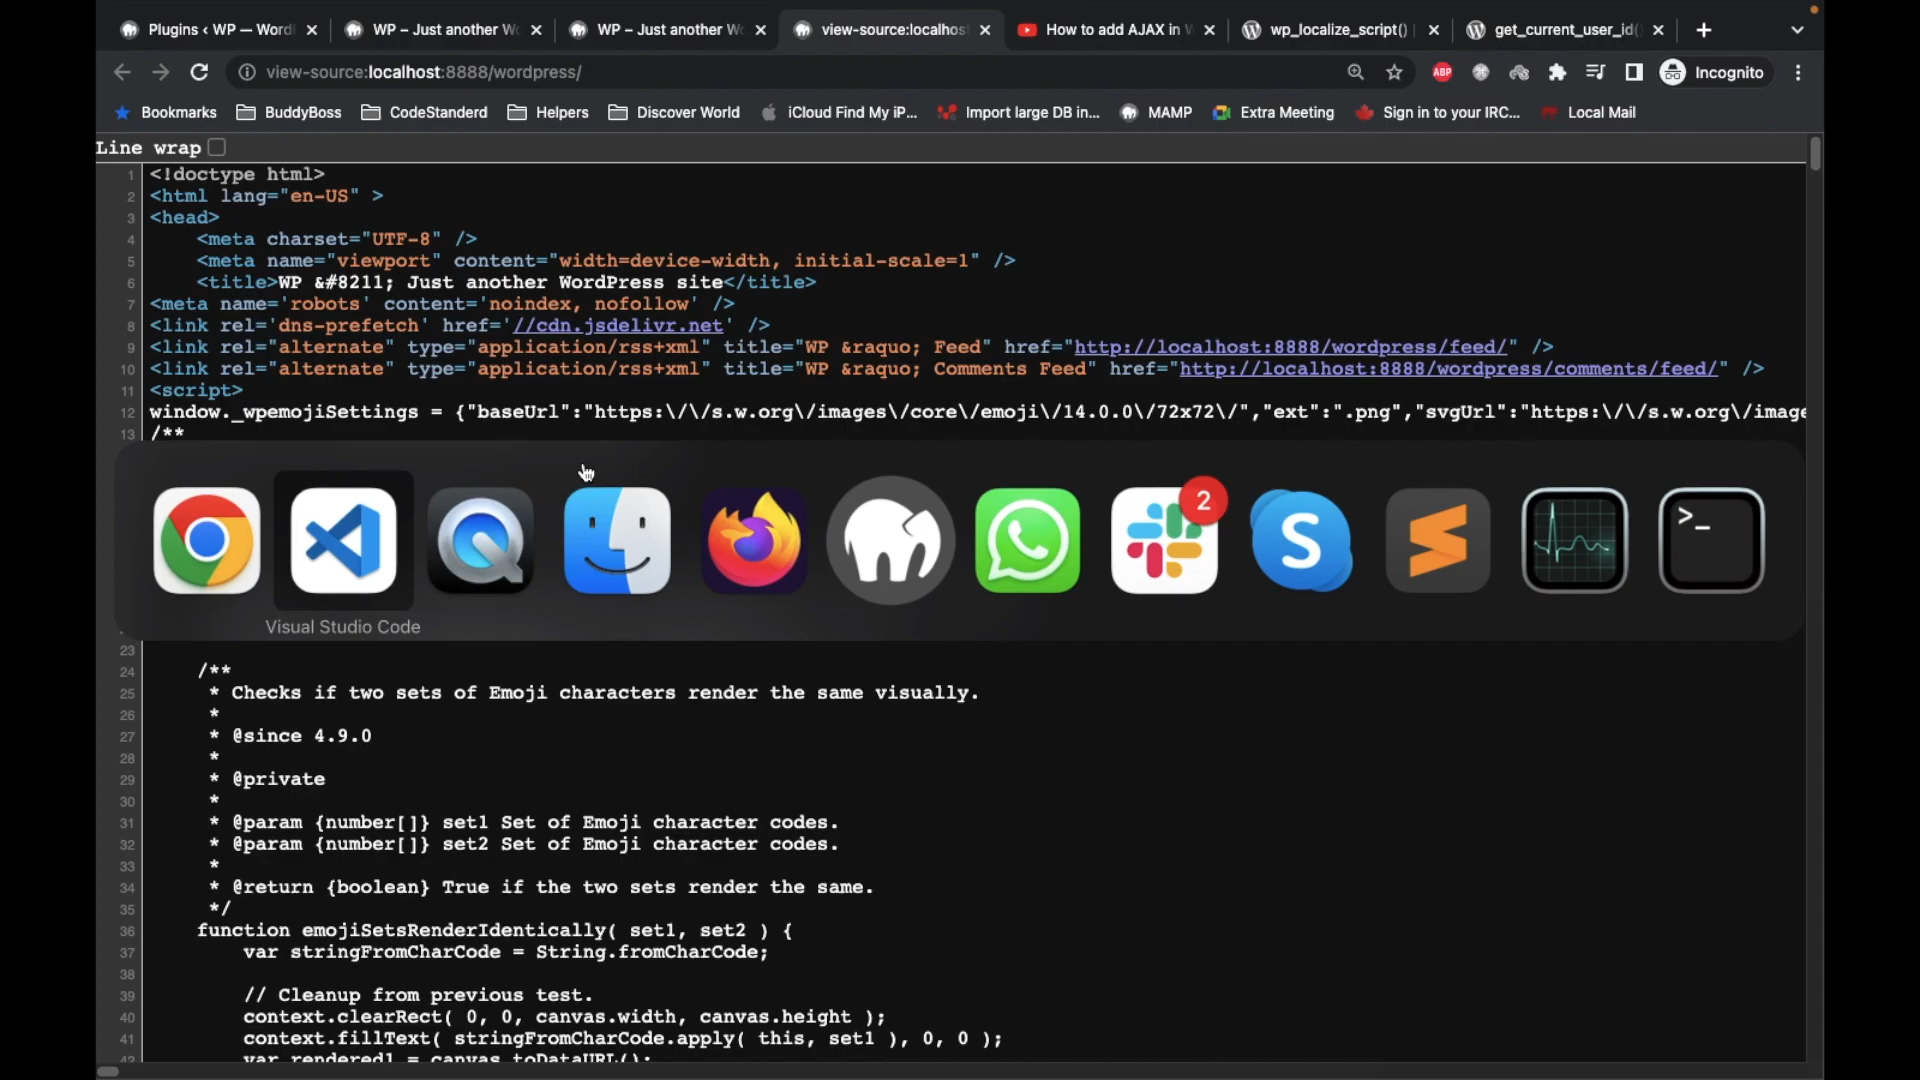 Plugins ‹ WP — Word
WP – Just another W
WP – Just another W
view-source:localhos
How to add AJAX in
wp_localize_script()
get_current_user_id(
view-source:localhost:8888/wordpress/
ABP
Incognito
Bookmarks
BuddyBoss
CodeStanderd
Helpers
Discover World
iCloud Find My iP...
Import large DB in...
MAMP
Extra Meeting
Sign in to your IRC...
Local Mail
Line wrap
1 <!doctype html>
2 <html lang="en-US" >
3 <head>
4 <meta charset="UTF-8" />
5 <meta name="viewport" content="width=device-width, initial-scale=1" />
6 <title>WP &#8211; Just another WordPress site</title>
7 <meta name='robots' content='noindex, nofollow' />
8 <link rel='dns-prefetch' href='//cdn.jsdelivr.net' />
9 <link rel="alternate" type="application/rss+xml" title="WP &raquo; Feed" href="http://localhost:8888/wordpress/feed/" />
10 <link rel="alternate" type="application/rss+xml" title="WP &raquo; Comments Feed" href="http://localhost:8888/wordpress/comments/feed/" />
11 <script>
12 window._wpemojiSettings = {"baseUrl":"https:\/\/s.w.org\/images\/core\/emoji\/14.0.0\/72x72\/","ext":".png","svgUrl":"https:\/\/s.w.org\/image
13 /**
2
S
>_
Visual Studio Code
23
24 /**
25 * Checks if two sets of Emoji characters render the same visually.
26 *
27 * @since 4.9.0
28 *
29 * @private
30 *
31 * @param {number[]} set1 Set of Emoji character codes.
32 * @param {number[]} set2 Set of Emoji character codes.
33 *
34 * @return {boolean} True if the two sets render the same.
35 */
36 function emojiSetsRenderIdentically( set1, set2 ) {
37 var stringFromCharCode = String.fromCharCode;
38
39 // Cleanup from previous test.
40 context.clearRect( 0, 0, canvas.width, canvas.height );
41 context.fillText( stringFromCharCode.apply( this, set1 ), 0, 0 );
42 var rendered1 = canvas.toDataURL();